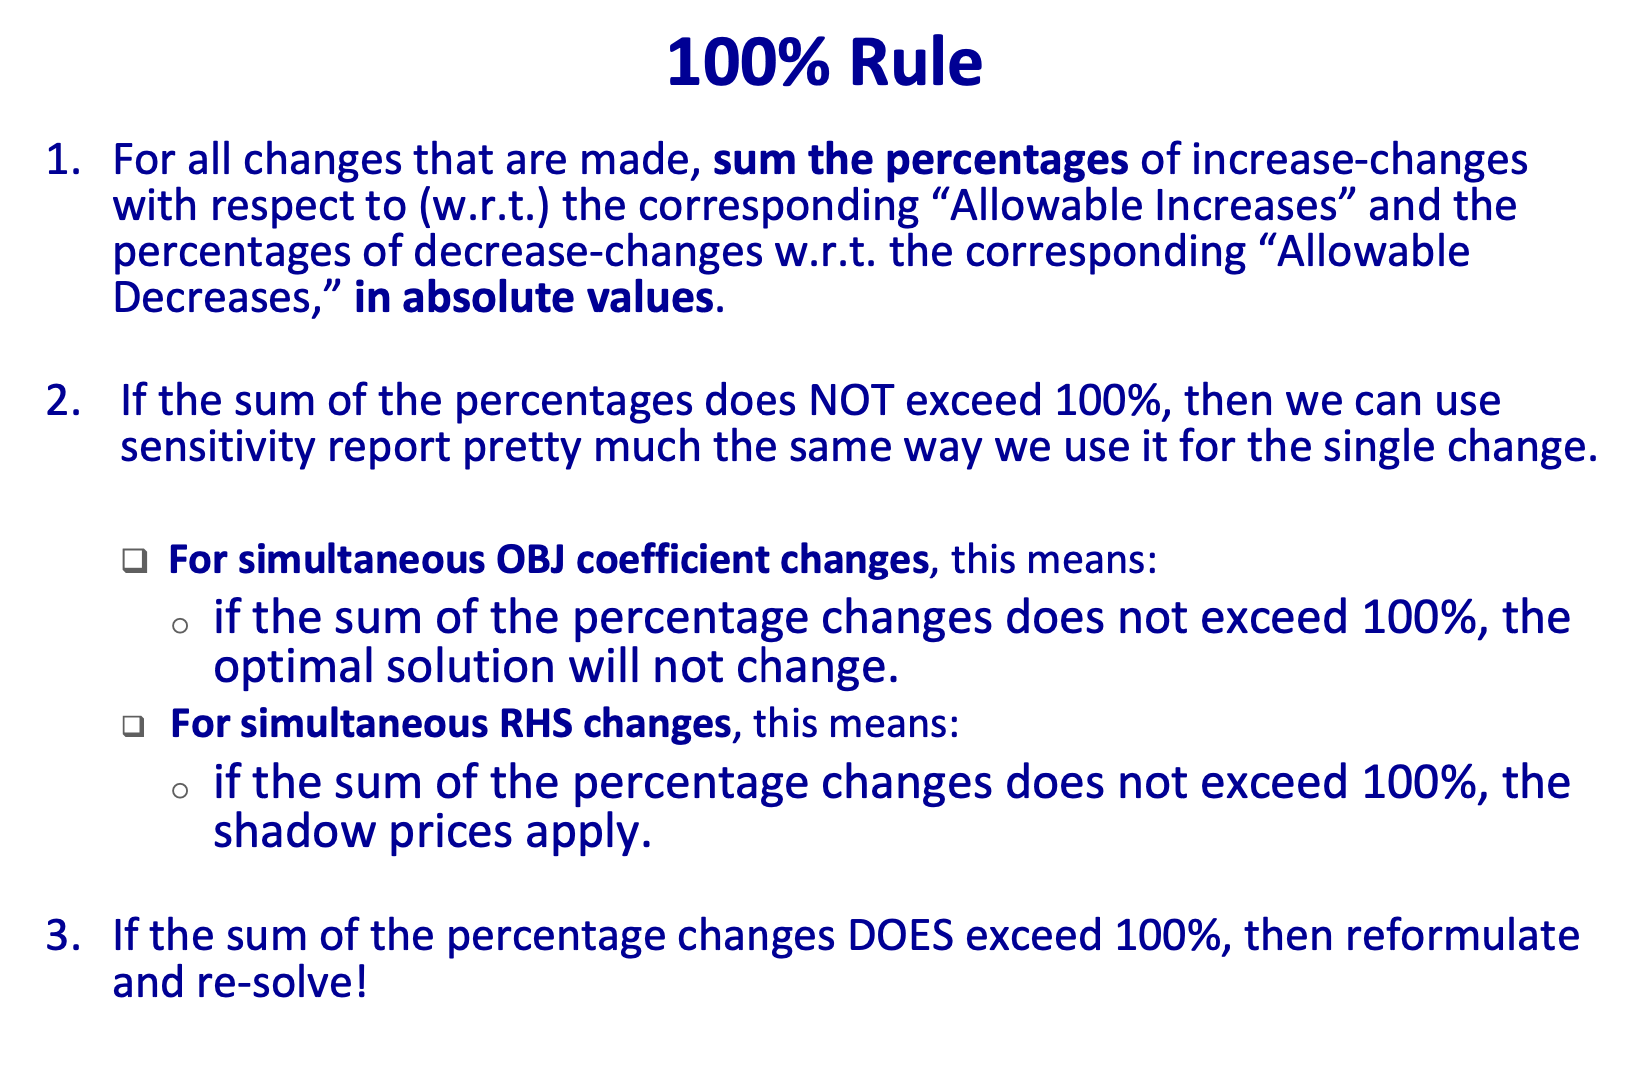 100% Rule
1. For all changes that are made, sum the percentages of increase-changes
with respect to (w.r.t.) the corresponding “Allowable Increases” and the
percentages of decrease-changes w.r.t. the corresponding “Allowable
Decreases,” in absolute values.
2. If the sum of the percentages does NOT exceed 100%, then we can use
sensitivity report pretty much the same way we use it for the single change.
❑ For simultaneous OBJ coefficient changes, this means:
○ if the sum of the percentage changes does not exceed 100%, the
optimal solution will not change.
❑ For simultaneous RHS changes, this means:
○ if the sum of the percentage changes does not exceed 100%, the
shadow prices apply.
3. If the sum of the percentage changes DOES exceed 100%, then reformulate
and re-solve!